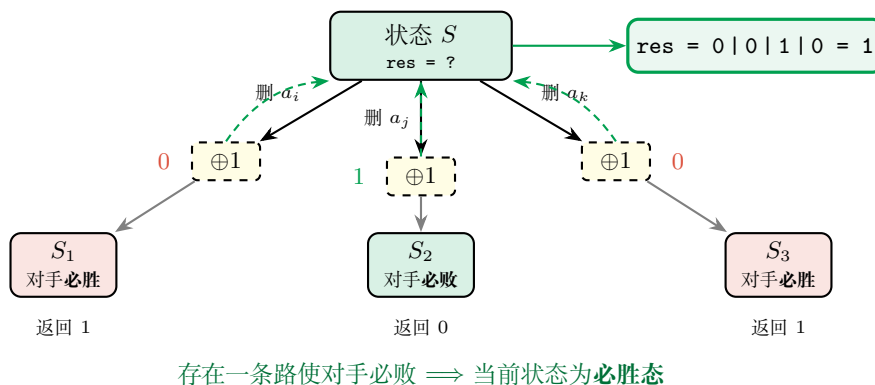 状态 S
res = ?
res = 0|0|1|0 = 1
删 a_i
删 a_j
删 a_k
0
⊕1
1
⊕1
⊕1
0
S_1
对手必胜
S_2
对手必败
S_3
对手必胜
返回 1
返回 0
返回 1
存在一条路使对手必败 ⟹ 当前状态为必胜态